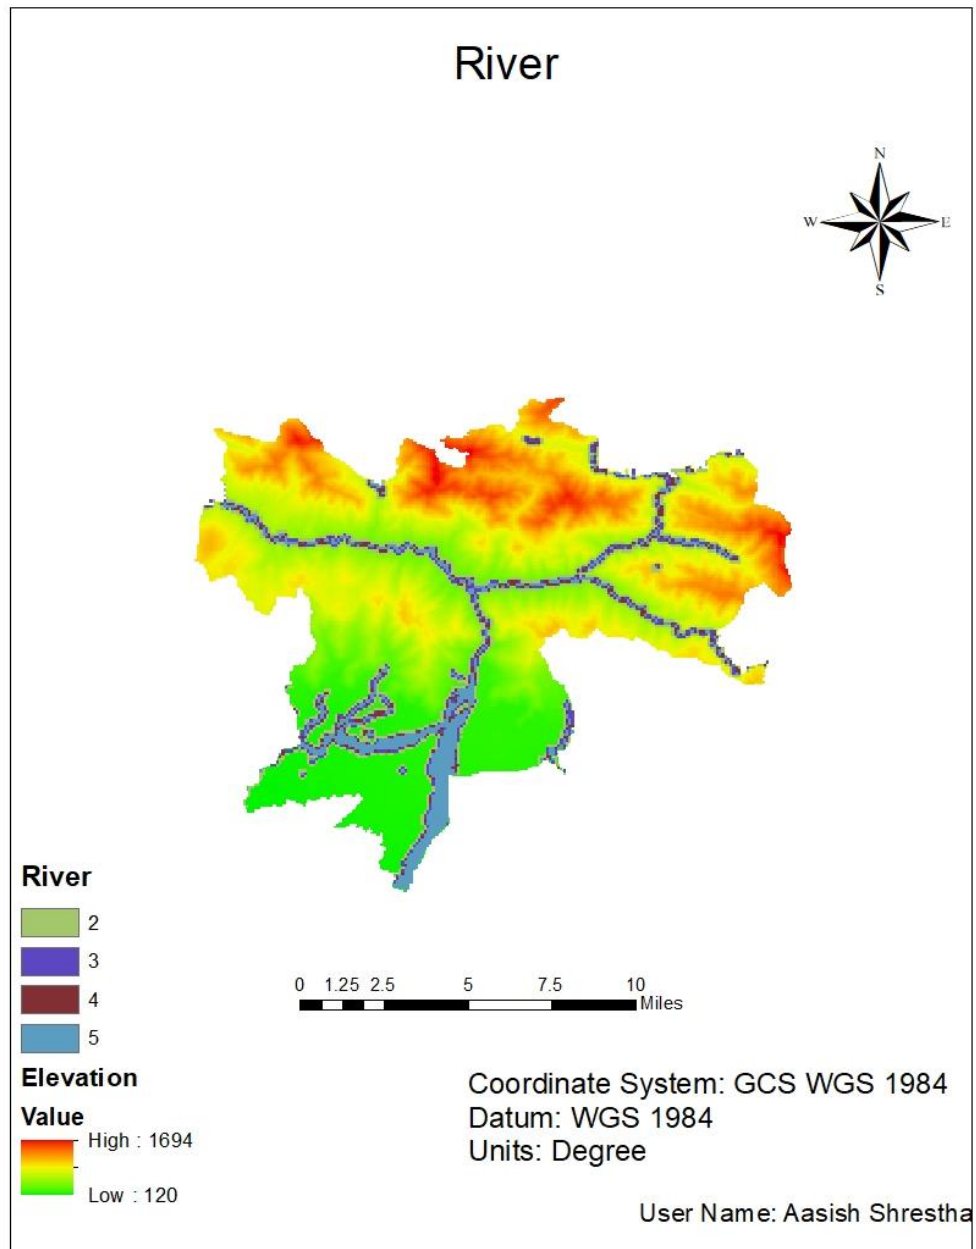 River
N
W E
S
River
2
3
4
5
0 1.25 2.5 5 7.5 10
Miles
Elevation
Value
High : 1694
Low : 120
Coordinate System: GCS WGS 1984
Datum: WGS 1984
Units: Degree
User Name: Aasish Shrestha